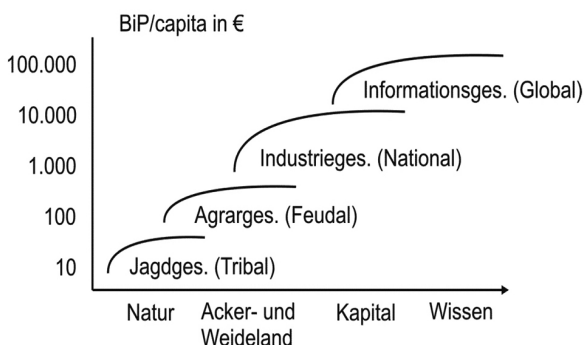 BiP/capita in €
100.000
Informationsges. (Global)
10.000
Industrieges. (National)
1.000
100
Agrarges. (Feudal)
10
Jagdges. (Tribal)
Natur
Acker- und
Weideland
Kapital
Wissen